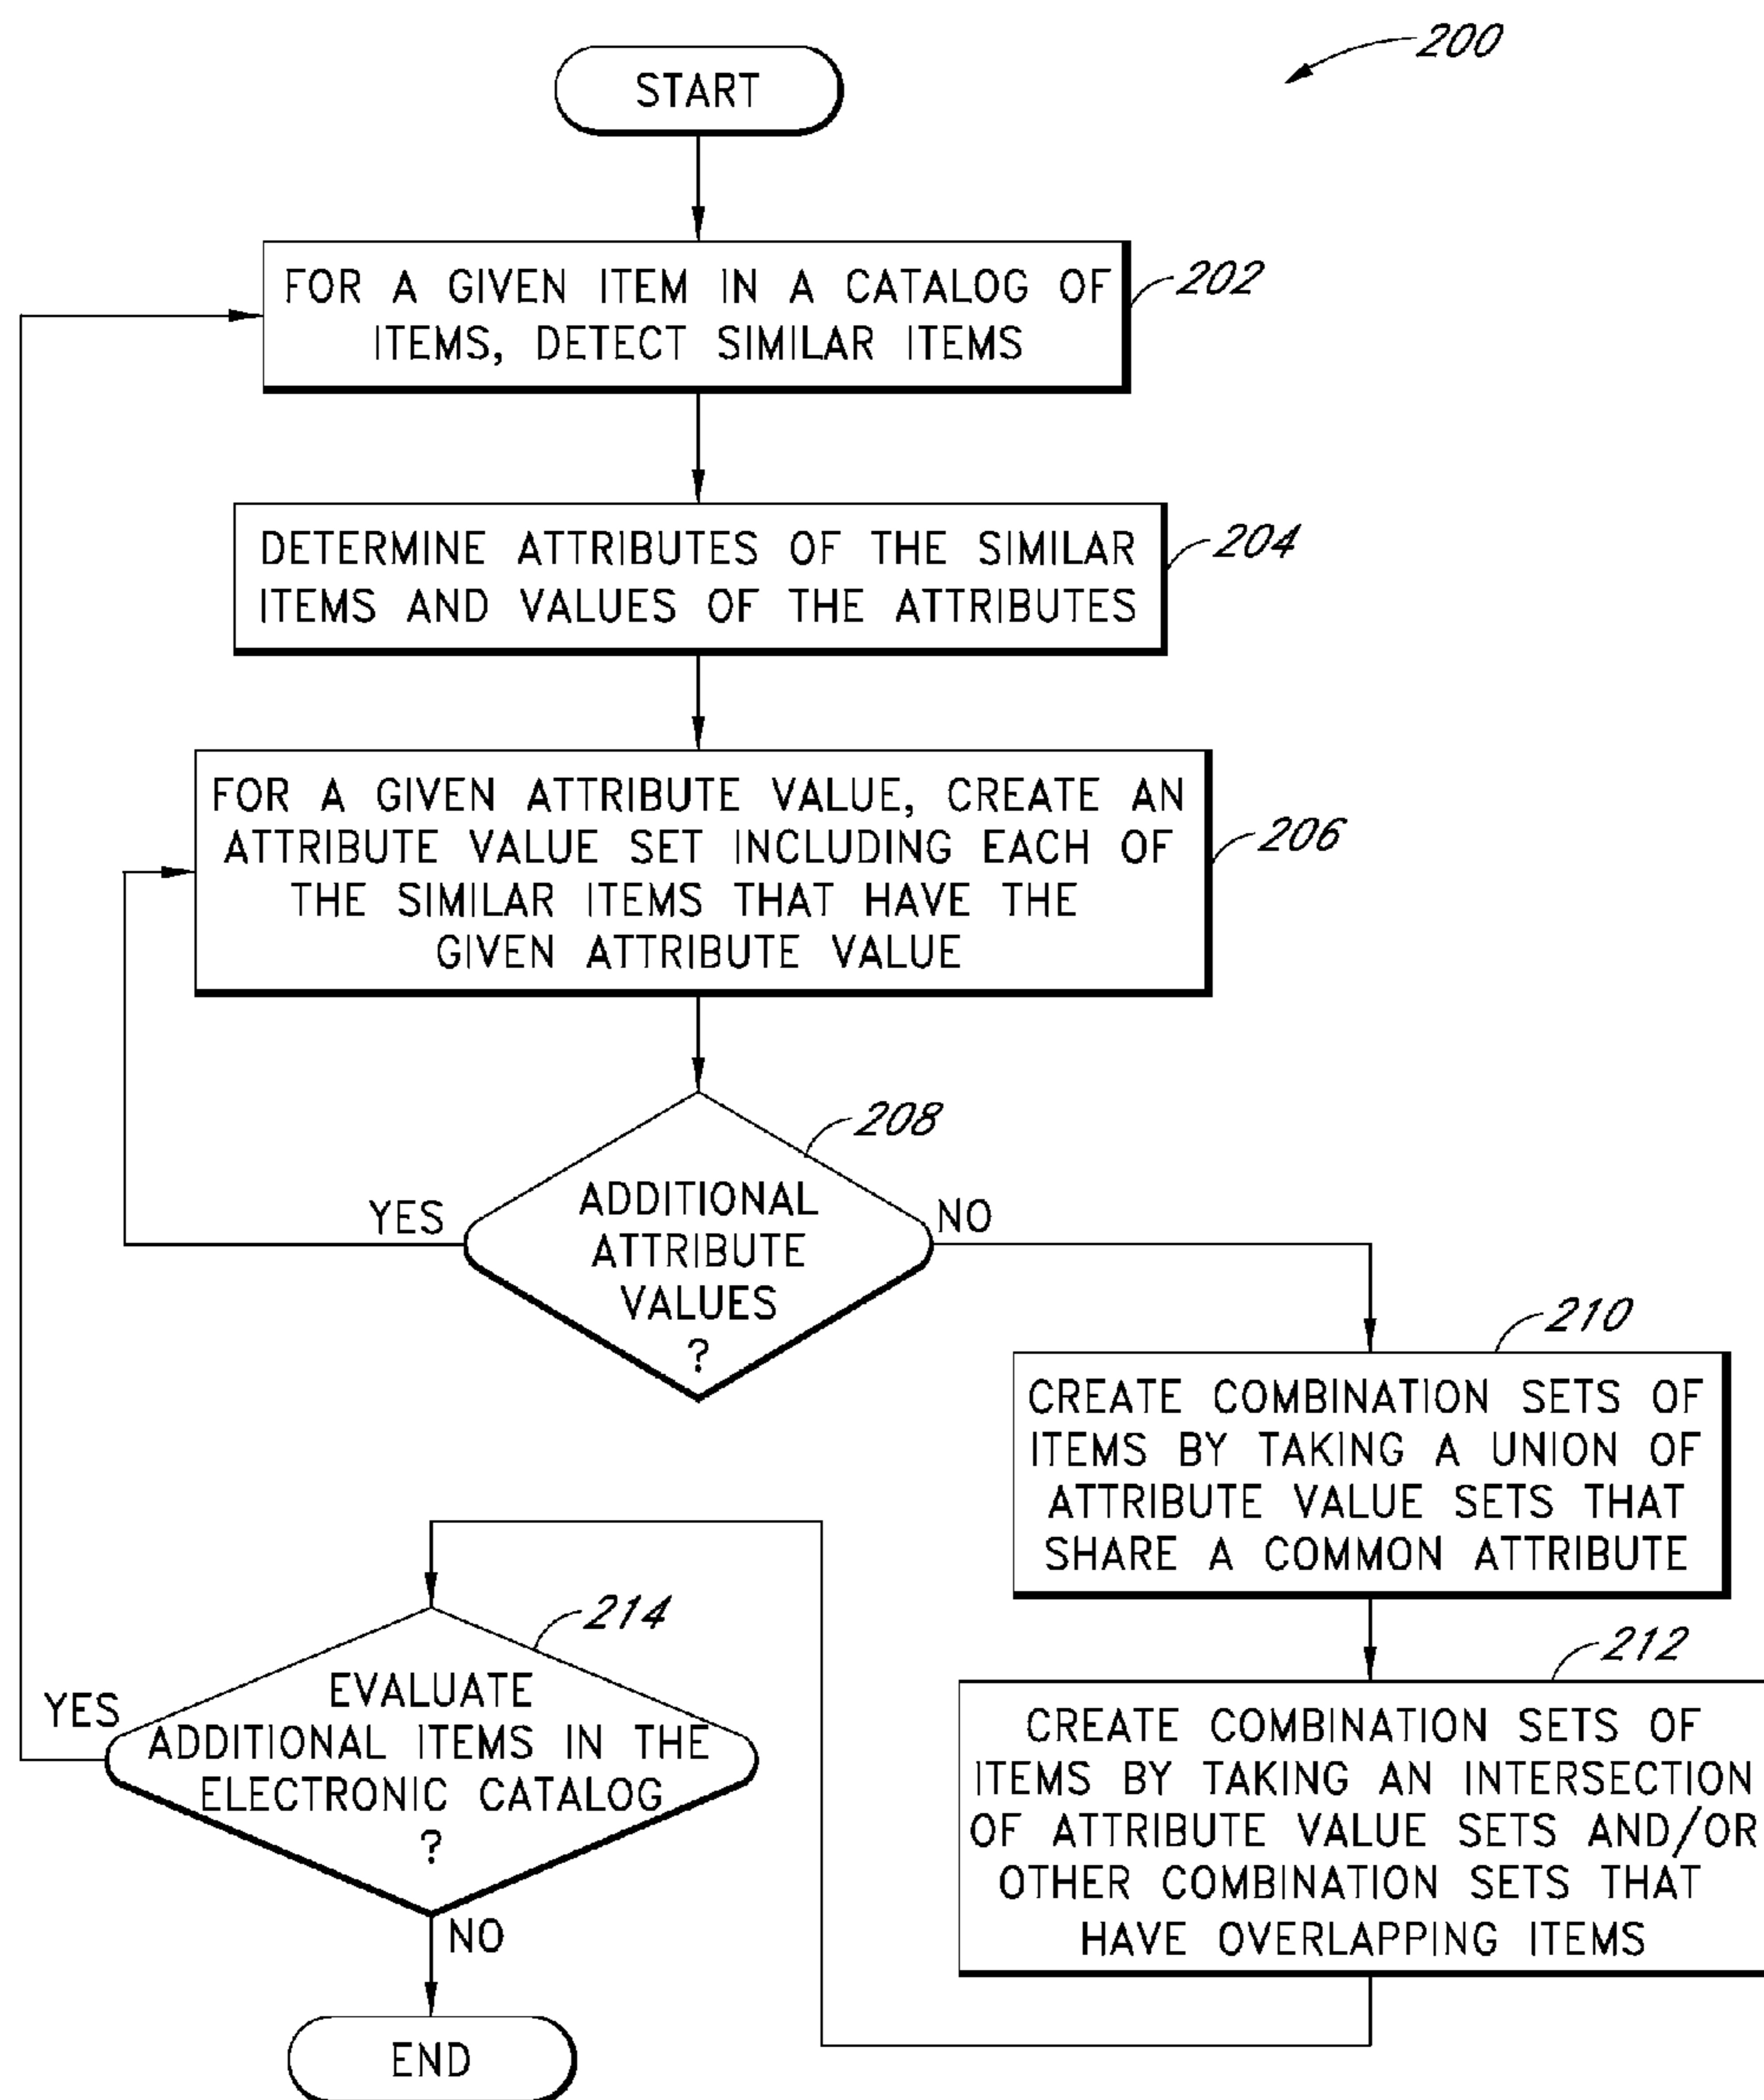 200
START
FOR A GIVEN ITEM IN A CATALOG OF
ITEMS, DETECT SIMILAR ITEMS
202
DETERMINE ATTRIBUTES OF THE SIMILAR
ITEMS AND VALUES OF THE ATTRIBUTES
204
FOR A GIVEN ATTRIBUTE VALUE, CREATE AN
ATTRIBUTE VALUE SET INCLUDING EACH OF
THE SIMILAR ITEMS THAT HAVE THE
GIVEN ATTRIBUTE VALUE
206
208
ADDITIONAL
ATTRIBUTE
VALUES
?
YES
NO
210
CREATE COMBINATION SETS OF
ITEMS BY TAKING A UNION OF
ATTRIBUTE VALUE SETS THAT
SHARE A COMMON ATTRIBUTE
212
CREATE COMBINATION SETS OF
ITEMS BY TAKING AN INTERSECTION
OF ATTRIBUTE VALUE SETS AND/OR
OTHER COMBINATION SETS THAT
HAVE OVERLAPPING ITEMS
214
EVALUATE
ADDITIONAL ITEMS IN THE
ELECTRONIC CATALOG
?
YES
NO
END